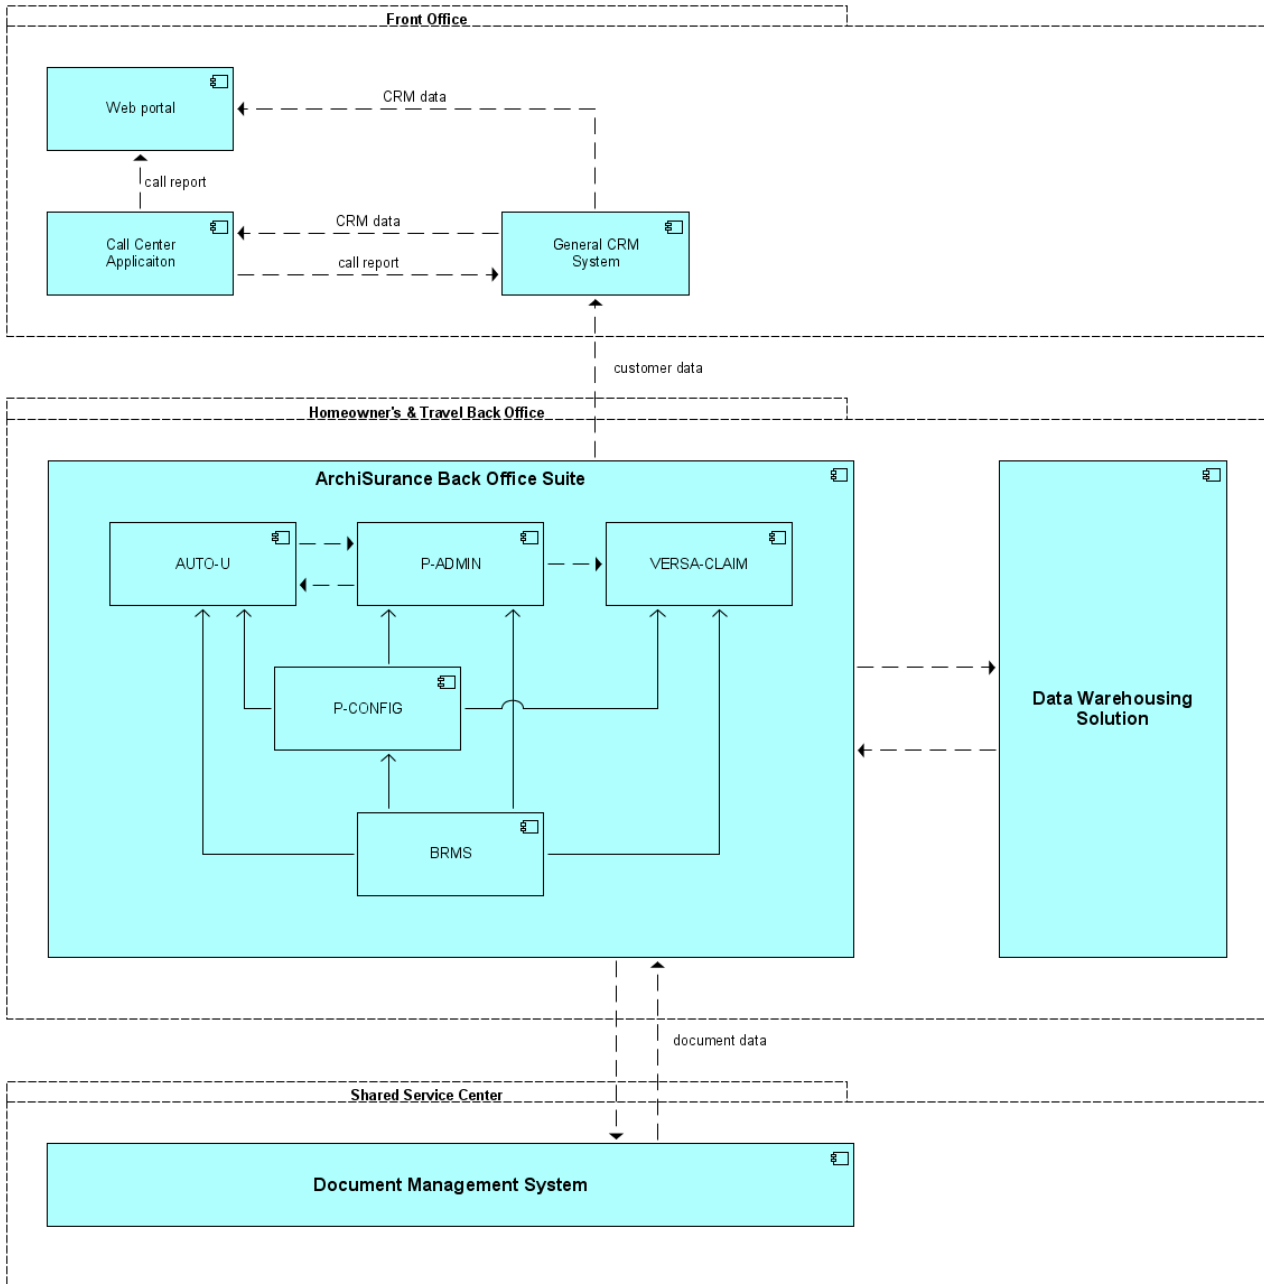 Front Office
Web portal
CRM data
call report
Call Center
Applicaiton
CRM data
call report
General CRM
System
customer data
Homeowner's & Travel Back Office
ArchiSurance Back Office Suite
AUTO-U
P-ADMIN
VERSA-CLAIM
P-CONFIG
BRMS
Data Warehousing
Solution
document data
Shared Service Center
Document Management System